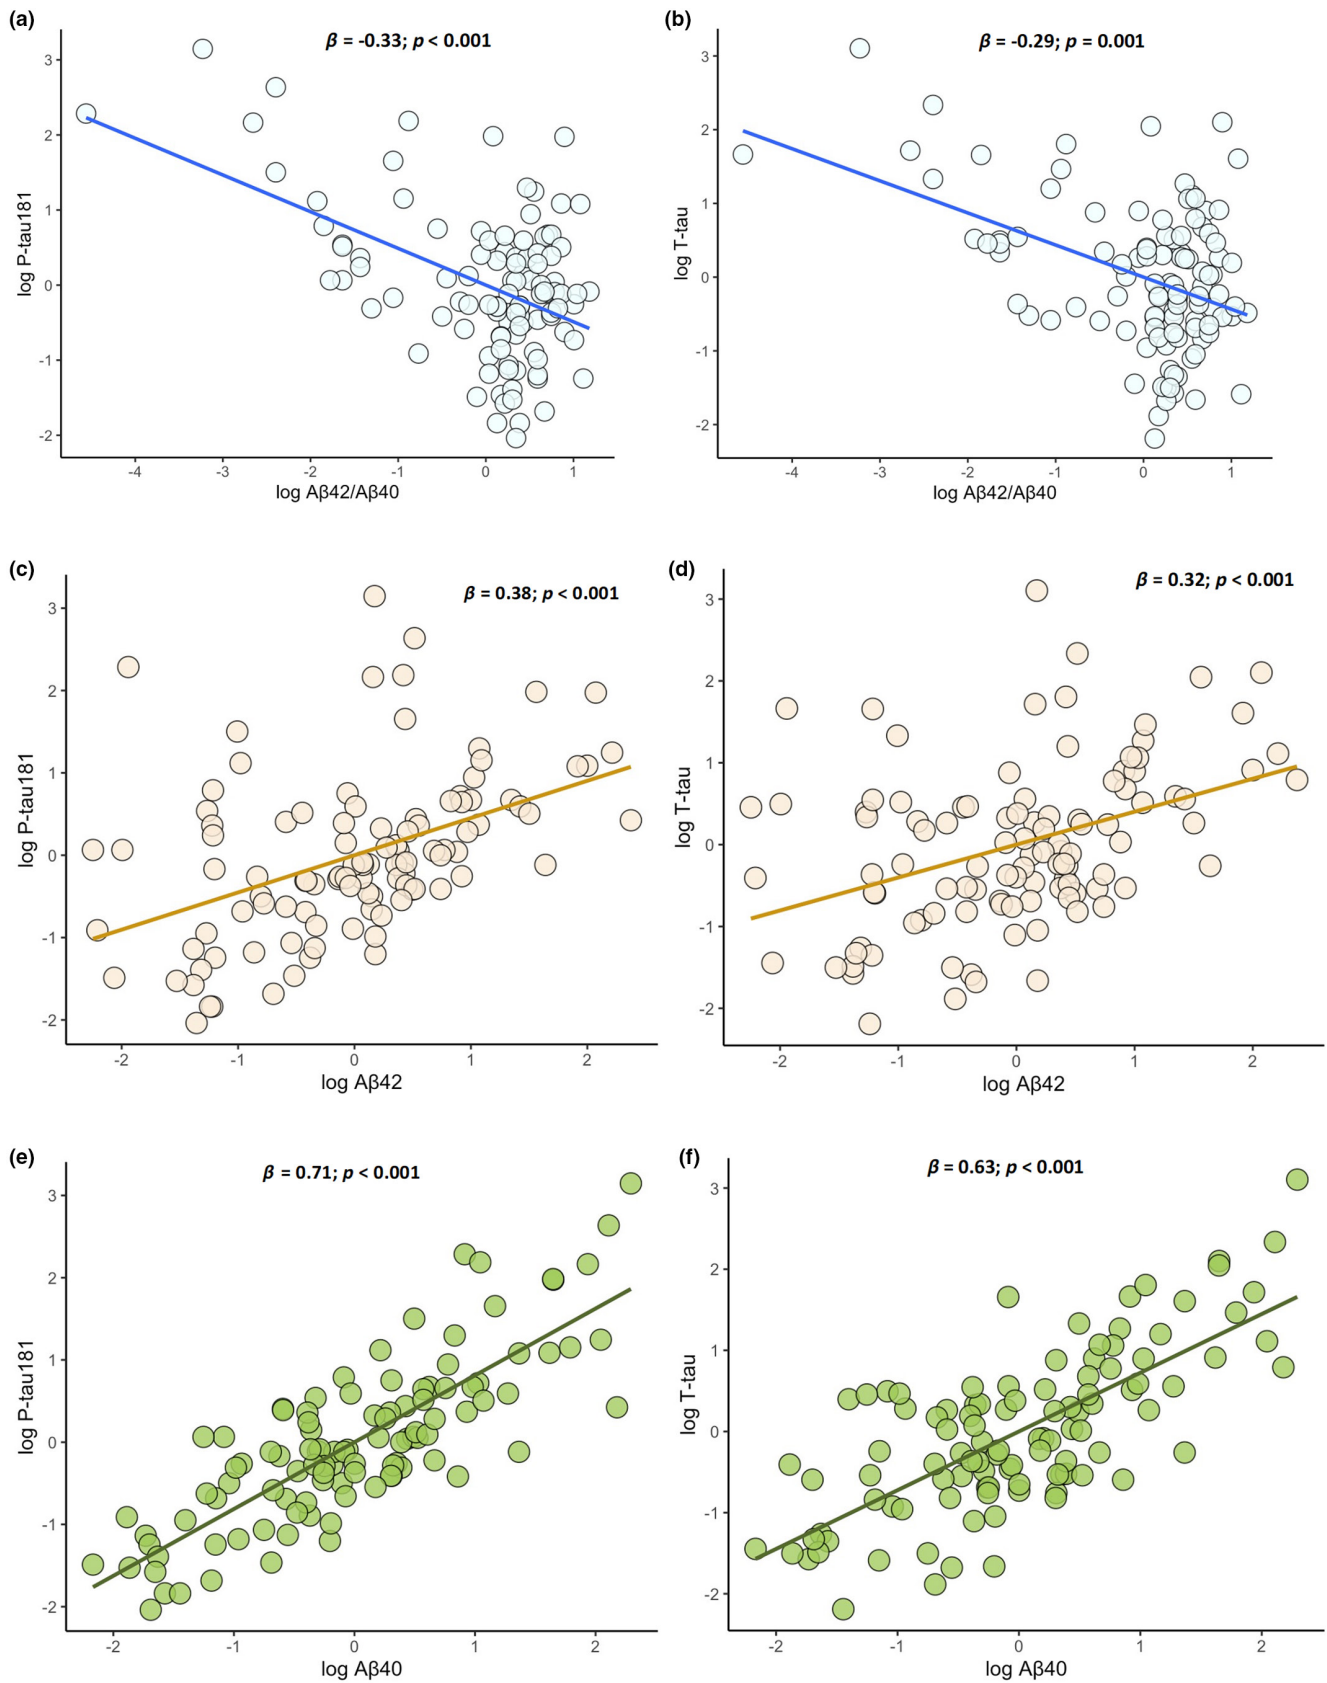 (a)
β = -0.33; p < 0.001
log P-tau181
3
2
1
0
-1
-2
-4
-3
-2
-1
0
1
log Aβ42/Aβ40
(b)
β = -0.29; p = 0.001
log T-tau
3
2
1
0
-1
-2
-4
-3
-2
-1
0
1
log Aβ42/Aβ40
(c)
β = 0.38; p < 0.001
log P-tau181
3
2
1
0
-1
-2
-2
-1
0
1
2
log Aβ42
(d)
β = 0.32; p < 0.001
log T-tau
3
2
1
0
-1
-2
-2
-1
0
1
2
log Aβ42
(e)
β = 0.71; p < 0.001
log P-tau181
3
2
1
0
-1
-2
-2
-1
0
1
2
log Aβ40
(f)
β = 0.63; p < 0.001
log T-tau
3
2
1
0
-1
-2
-2
-1
0
1
2
log Aβ40